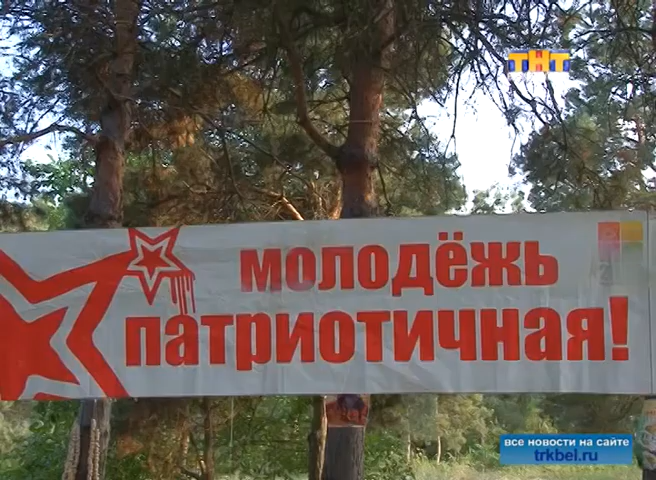 ТНТ
молодёжь
патриотичная!
все новости на сайте
trkbel.ru